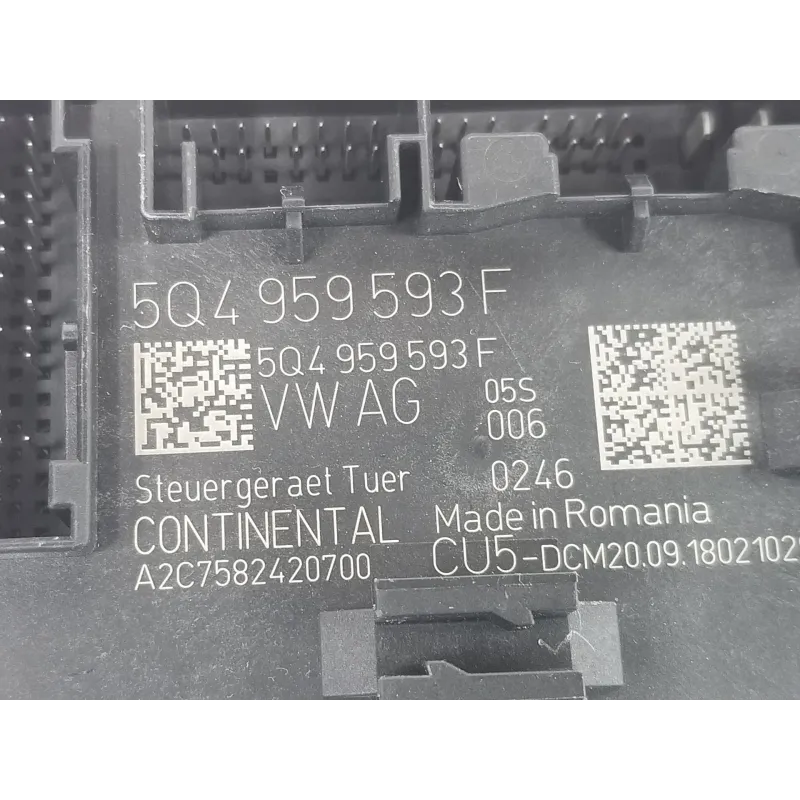 5Q4 959 593 F
5Q4 959 593 F
VW AG
05S
006
Steuergeraet Tuer
0246
CONTINENTAL
Made in Romania
A2C7582420700
CU5-DCM20.09.1802102